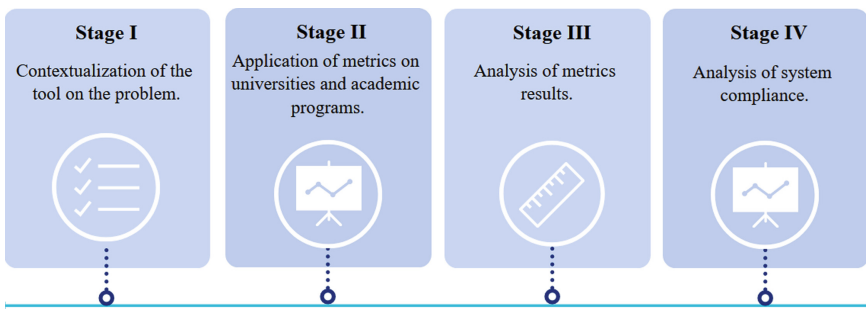 Stage I
Contextualization of the
tool on the problem.
Stage II
Application of metrics on
universities and academic
programs.
Stage III
Analysis of metrics
results.
Stage IV
Analysis of system
compliance.